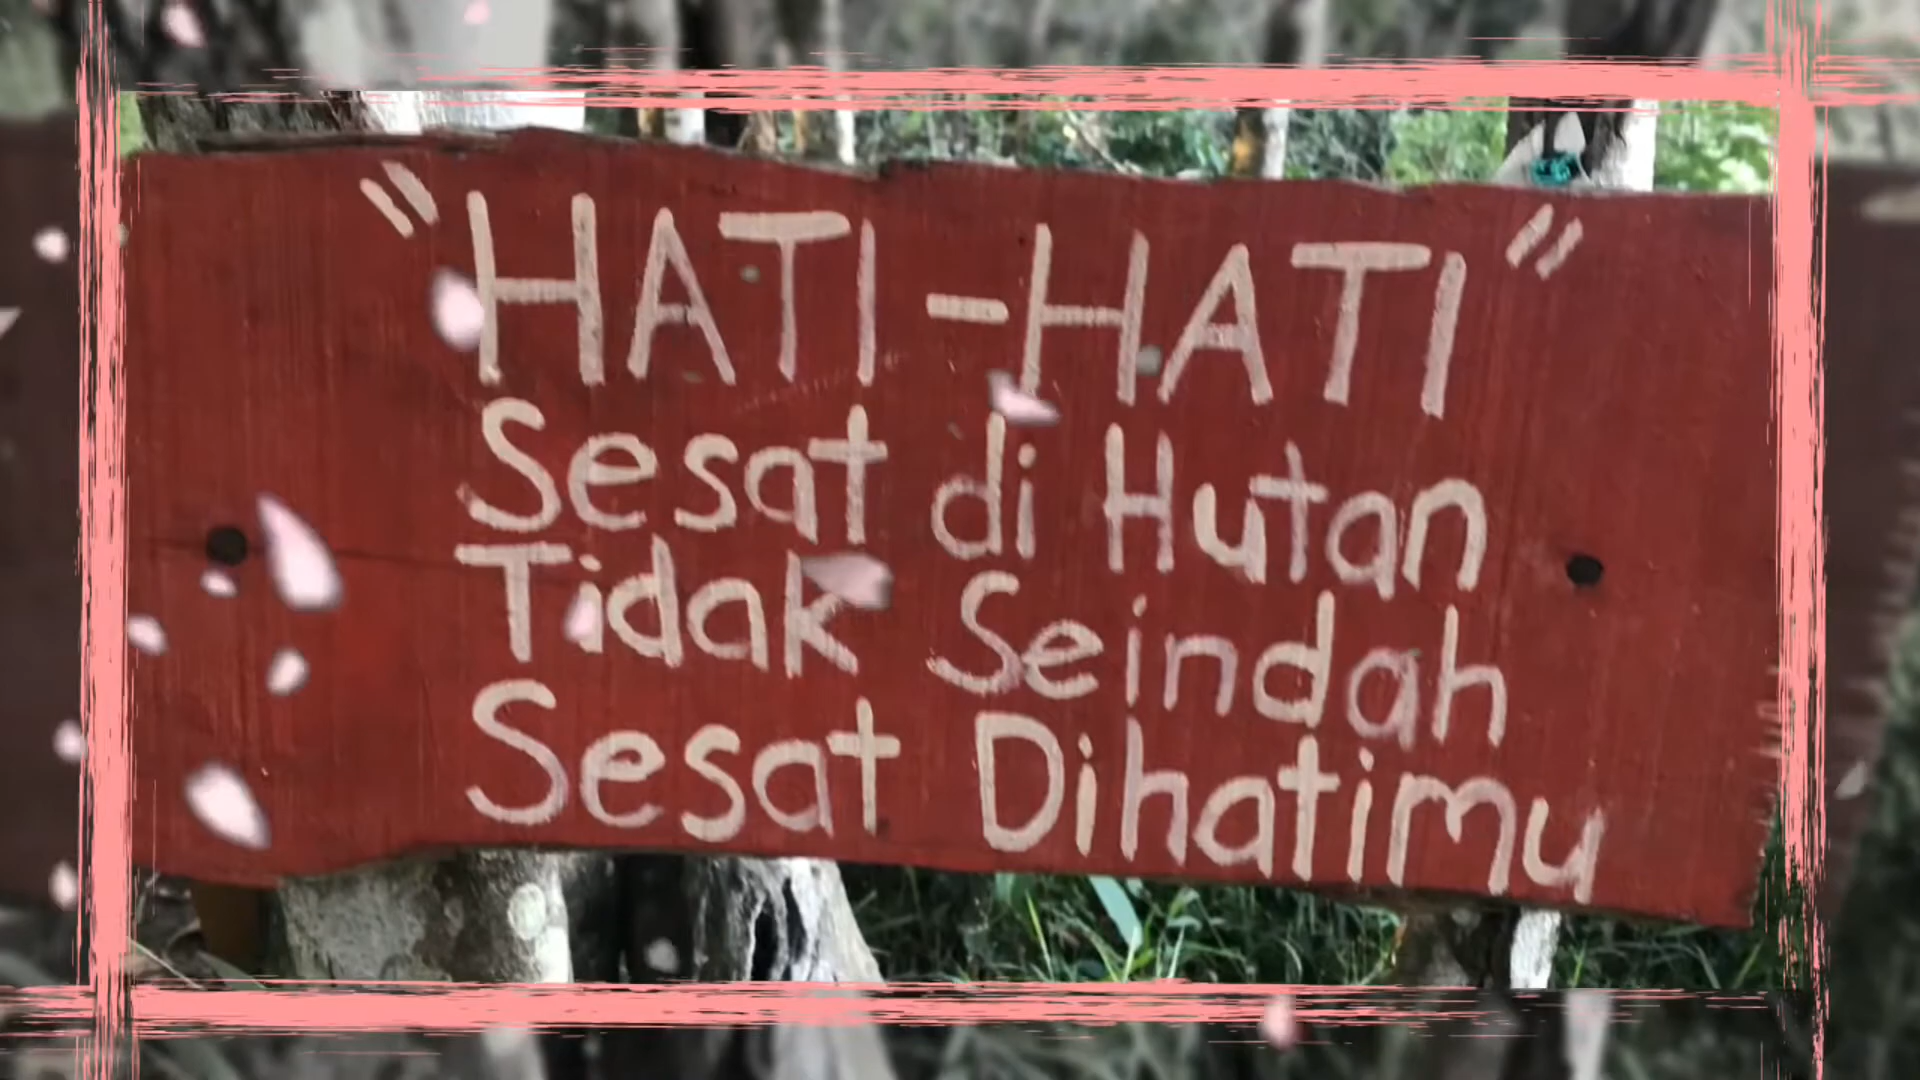 "HATI-HATI"
Sesat di Hutan
Tidak Seindah
Sesat Dihatimu